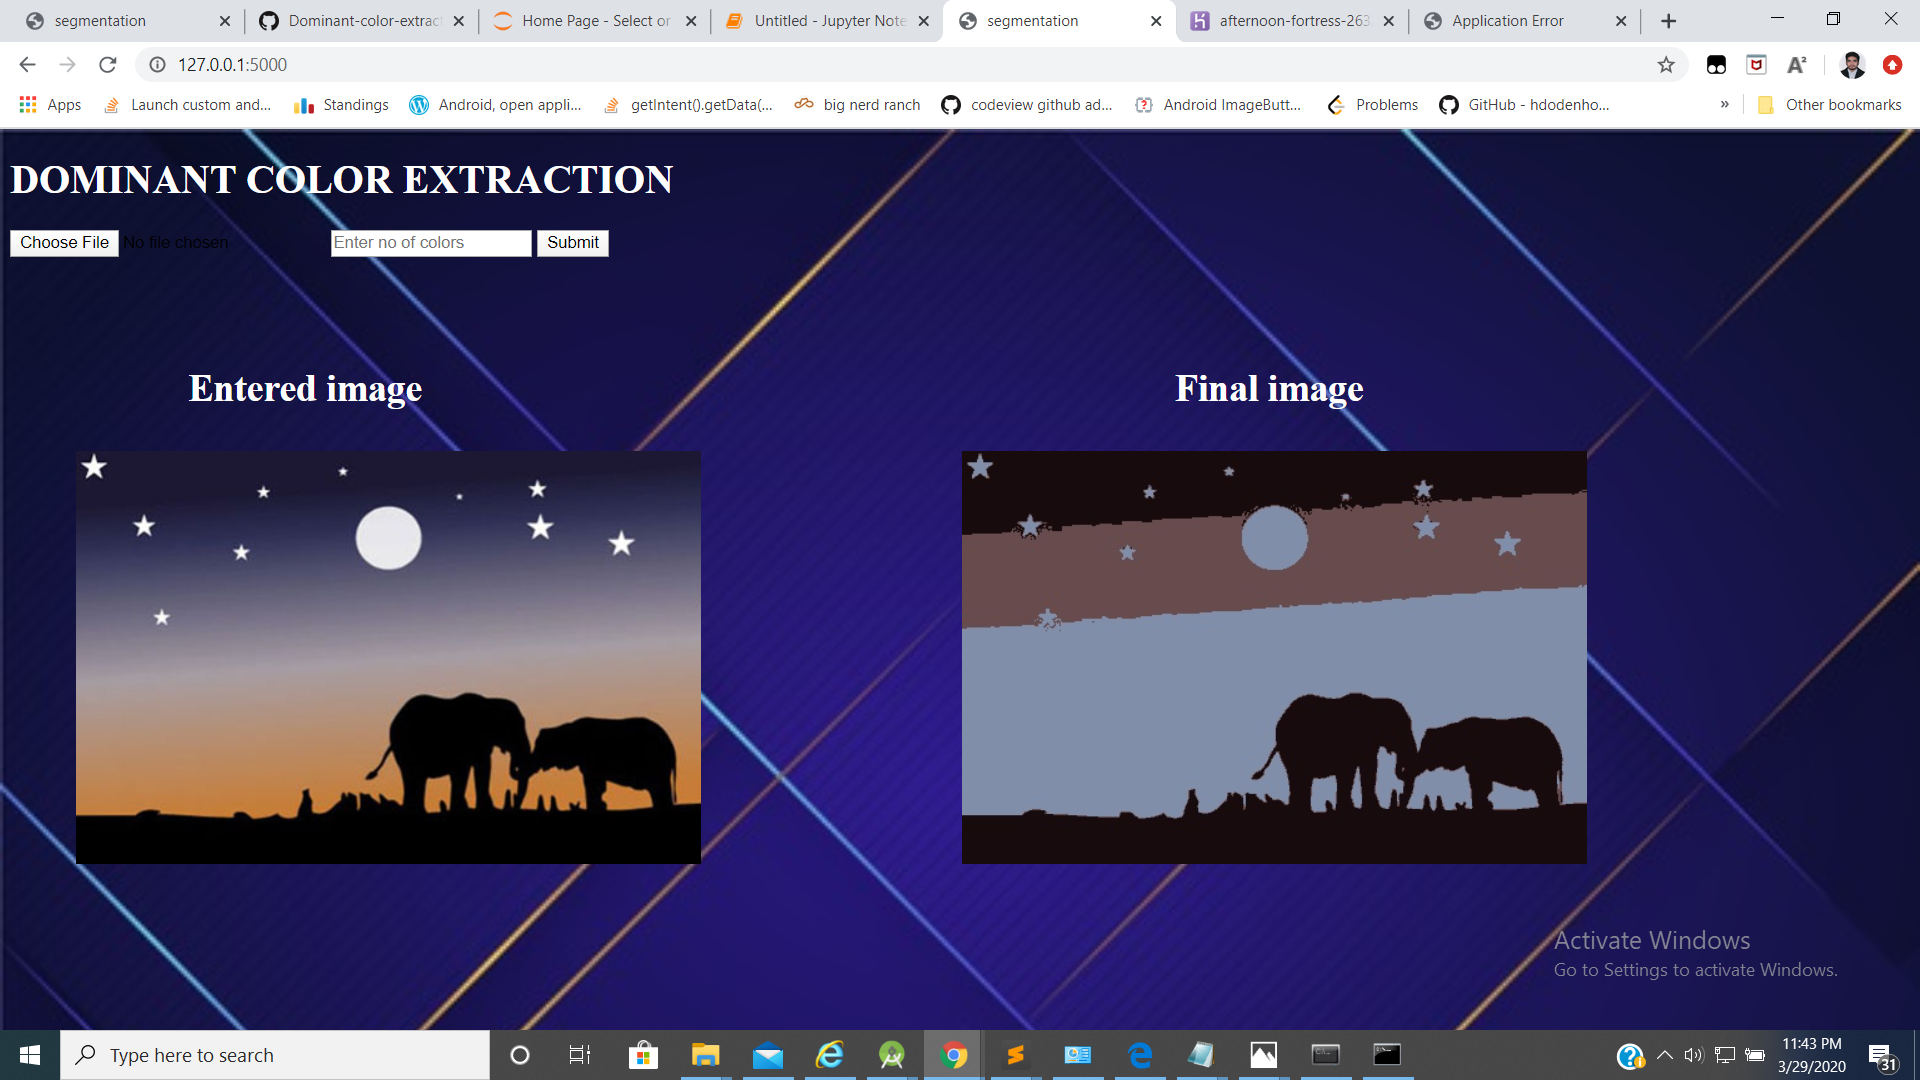 segmentation
Dominant-color-extract
Home Page - Select or
Untitled - Jupyter Note
segmentation
afternoon-fortress-263
Application Error
127.0.0.1:5000
Apps
Launch custom and...
Standings
Android, open appli...
getIntent().getData(...
big nerd ranch
codeview github ad...
Android ImageButt...
Problems
GitHub - hdodenho...
»
Other bookmarks
DOMINANT COLOR EXTRACTION
Choose File No file chosen
Enter no of colors
Submit
Entered image
Final image
Activate Windows
Go to Settings to activate Windows.
Type here to search
11:43 PM
3/29/2020
31